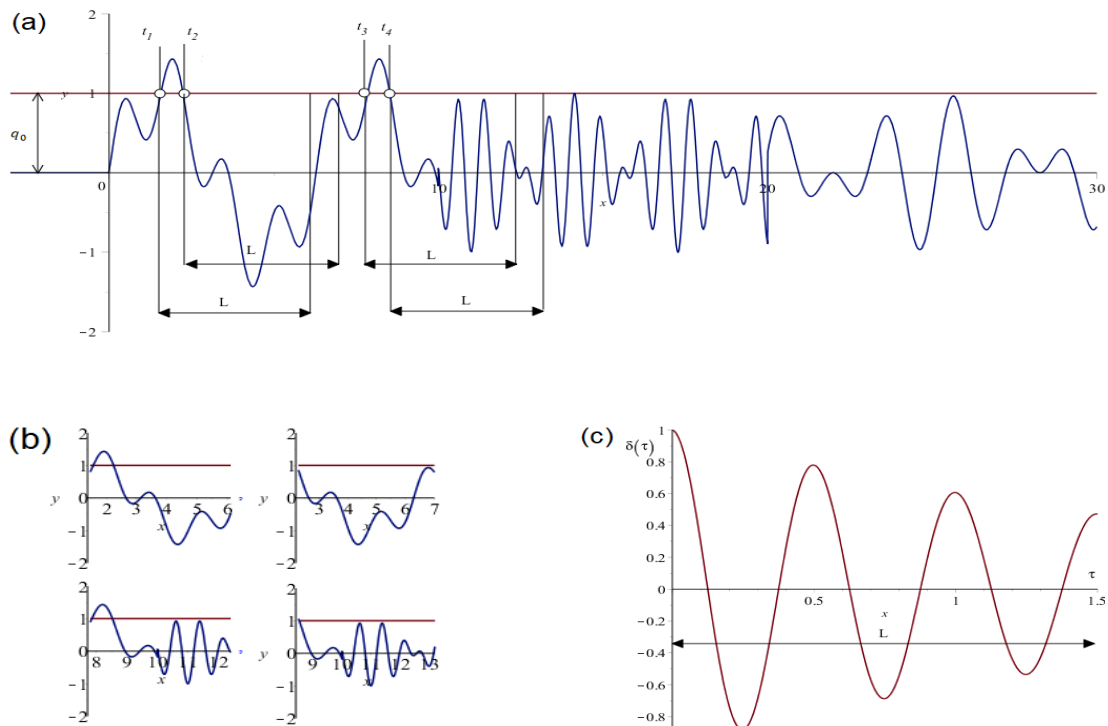 (a)
2
t1 t2 t3 t4
y 1
q0
0 10 20 30
x
L L
-1
L L
-2
(b)
2 2
1 1
y 0 y 0
2 3 4 5 6 3 4 5 6 7
x x
-1 -1
-2 -2
2 2
1 1
0 y 0
8 9 10 11 12 9 10 11 12 13
x x
-1 -1
-2 -2
(c)
1
δ(τ)
0.8
0.6
0.4
0.2
τ
0 0.5 1 1.5
x
-0.2
L
-0.4
-0.6
-0.8